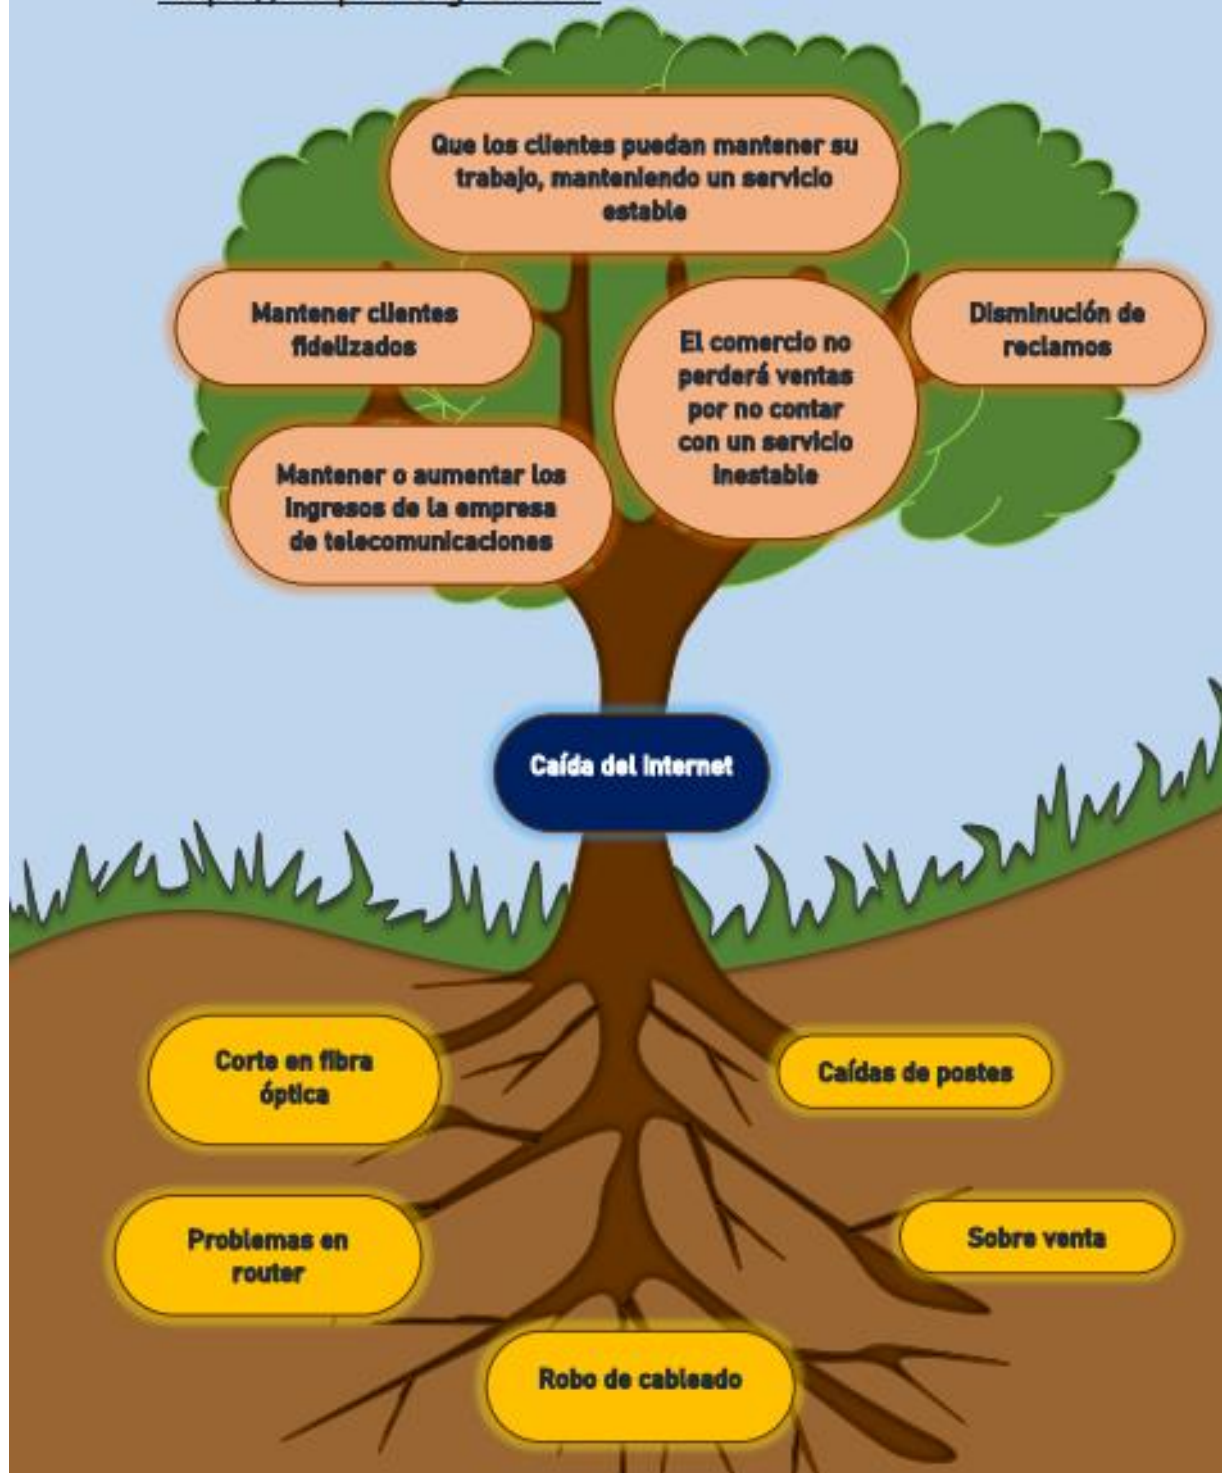 Que los clientes puedan mantener su
trabajo, manteniendo un servicio
estable
Mantener clientes
fidelizados
El comercio no
perderá ventas
por no contar
con un servicio
inestable
Disminución de
reclamos
Mantener o aumentar los
ingresos de la empresa
de telecomunicaciones
Caída del internet
Corte en fibra
óptica
Caídas de postes
Problemas en
router
Sobre venta
Robo de cableado